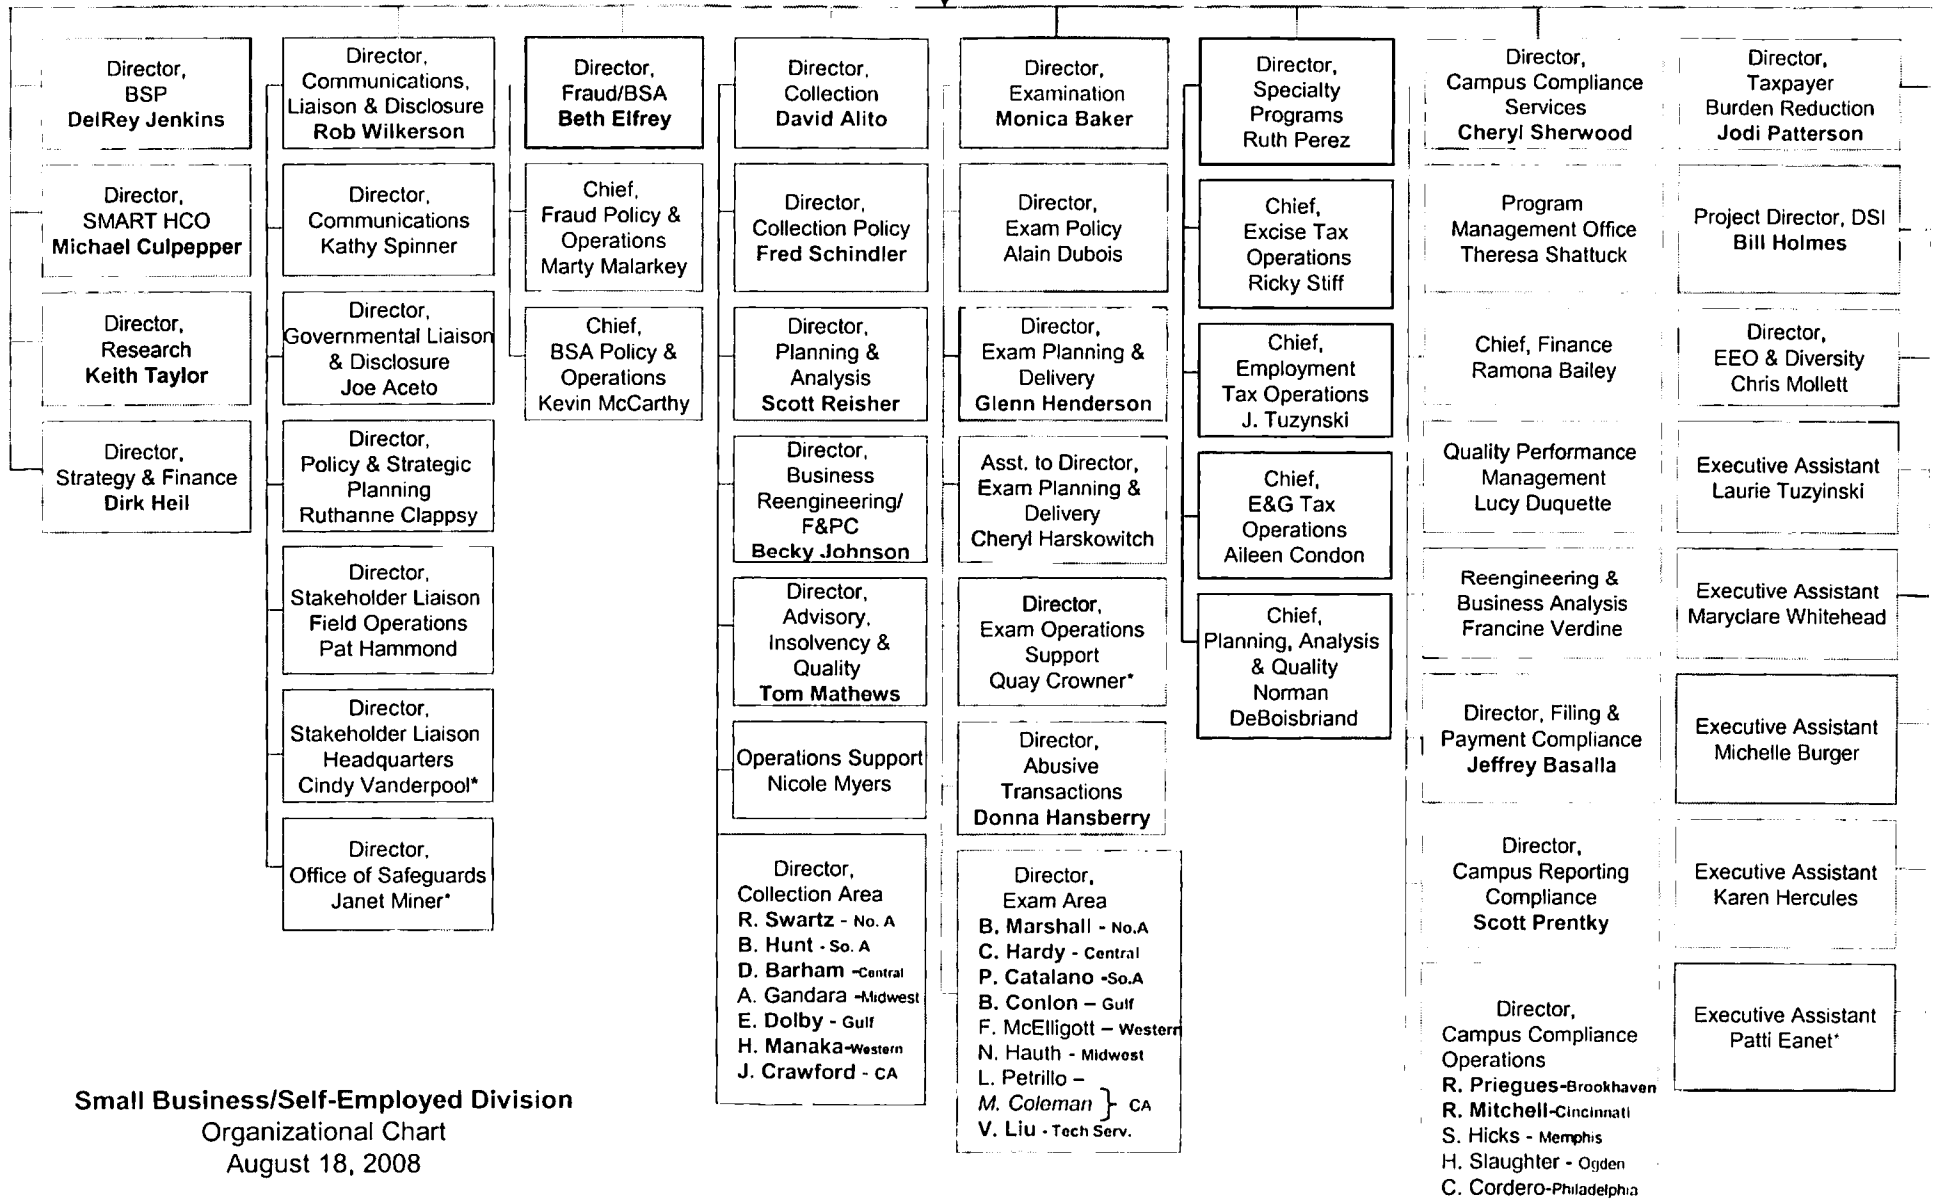 Director,
BSP
DelRey Jenkins
Director,
SMART HCO
Michael Culpepper
Director,
Research
Keith Taylor
Director,
Strategy & Finance
Dirk Heil
Director,
Communications,
Liaison & Disclosure
Rob Wilkerson
Director,
Communications
Kathy Spinner
Director,
Governmental Liaison
& Disclosure
Joe Aceto
Director,
Policy & Strategic
Planning
Ruthanne Clappsy
Director,
Stakeholder Liaison
Field Operations
Pat Hammond
Director,
Stakeholder Liaison
Headquarters
Cindy Vanderpool*
Director,
Office of Safeguards
Janet Miner*
Director,
Fraud/BSA
Beth Elfrey
Chief,
Fraud Policy &
Operations
Marty Malarkey
Chief,
BSA Policy &
Operations
Kevin McCarthy
Director,
Collection
David Alito
Director,
Collection Policy
Fred Schindler
Director,
Planning &
Analysis
Scott Reisher
Director,
Business
Reengineering/
F&PC
Becky Johnson
Director,
Advisory,
Insolvency &
Quality
Tom Mathews
Operations Support
Nicole Myers
Director,
Collection Area
R. Swartz - No. A
B. Hunt - So. A
D. Barham -Central
A. Gandara -Midwest
E. Dolby - Gulf
H. Manaka-Western
J. Crawford - CA
Director,
Examination
Monica Baker
Director,
Exam Policy
Alain Dubois
Director,
Exam Planning &
Delivery
Glenn Henderson
Asst. to Director,
Exam Planning &
Delivery
Cheryl Harskowitch
Director,
Exam Operations
Support
Quay Crowner*
Director,
Abusive
Transactions
Donna Hansberry
Director,
Exam Area
B. Marshall - No.A
C. Hardy - Central
P. Catalano -So.A
B. Conlon – Gulf
F. McElligott – Western
N. Hauth - Midwest
L. Petrillo –
M. Coleman } CA
V. Liu - Tech Serv.
Director,
Specialty
Programs
Ruth Perez
Chief,
Excise Tax
Operations
Ricky Stiff
Chief,
Employment
Tax Operations
J. Tuzynski
Chief,
E&G Tax
Operations
Aileen Condon
Chief,
Planning, Analysis
& Quality
Norman
DeBoisbriand
Director,
Campus Compliance
Services
Cheryl Sherwood
Program
Management Office
Theresa Shattuck
Chief, Finance
Ramona Bailey
Quality Performance
Management
Lucy Duquette
Reengineering &
Business Analysis
Francine Verdine
Director, Filing &
Payment Compliance
Jeffrey Basalla
Director,
Campus Reporting
Compliance
Scott Prentky
Director,
Campus Compliance
Operations
R. Priegues-Brookhaven
R. Mitchell-Cincinnati
S. Hicks - Memphis
H. Slaughter - Ogden
C. Cordero-Philadelphia
Director,
Taxpayer
Burden Reduction
Jodi Patterson
Project Director, DSI
Bill Holmes
Director,
EEO & Diversity
Chris Mollett
Executive Assistant
Laurie Tuzyinski
Executive Assistant
Maryclare Whitehead
Executive Assistant
Michelle Burger
Executive Assistant
Karen Hercules
Executive Assistant
Patti Eanet*
Small Business/Self-Employed Division
Organizational Chart
August 18, 2008